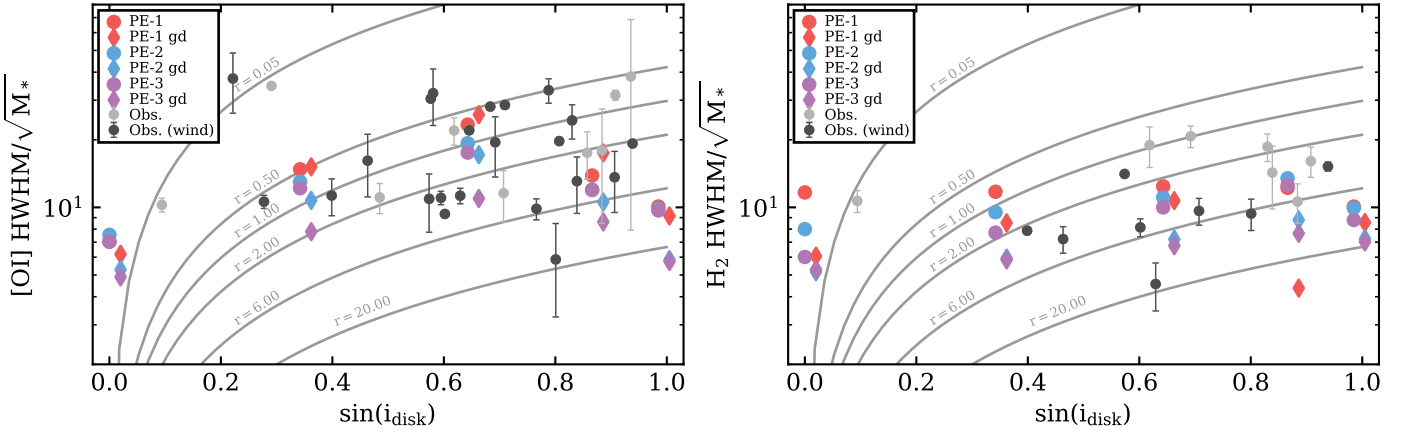 [OI] HWHM/√M*
PE-1
PE-1 gd
PE-2
PE-2 gd
PE-3
PE-3 gd
Obs.
Obs. (wind)
r = 0.05
r = 0.50
r = 1.00
r = 2.00
r = 6.00
r = 20.00
10¹
0.0 0.2 0.4 0.6 0.8 1.0
sin(i_disk)
H₂ HWHM/√M*
PE-1
PE-1 gd
PE-2
PE-2 gd
PE-3
PE-3 gd
Obs.
Obs. (wind)
r = 0.05
r = 0.50
r = 1.00
r = 2.00
r = 6.00
r = 20.00
10¹
0.0 0.2 0.4 0.6 0.8 1.0
sin(i_disk)